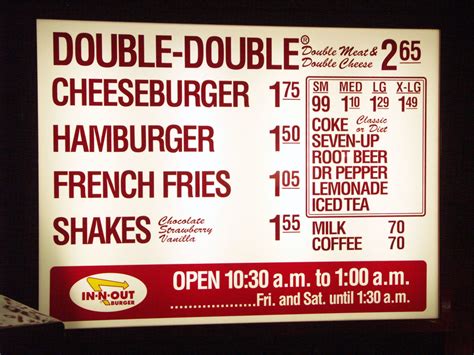 DOUBLE-DOUBLE® Double Meat & Double Cheese 2 65
CHEESEBURGER 1 75
HAMBURGER 1 50
FRENCH FRIES 1 05
SHAKES Chocolate Strawberry Vanilla 1 55
SM MED LG X-LG
99 1 10 1 29 1 49
COKE Classic or Diet
SEVEN-UP
ROOT BEER
DR PEPPER
LEMONADE
ICED TEA
MILK 70
COFFEE 70
IN-N-OUT
BURGER
OPEN 10:30 a.m. to 1:00 a.m.
..................Fri. and Sat. until 1:30 a.m.